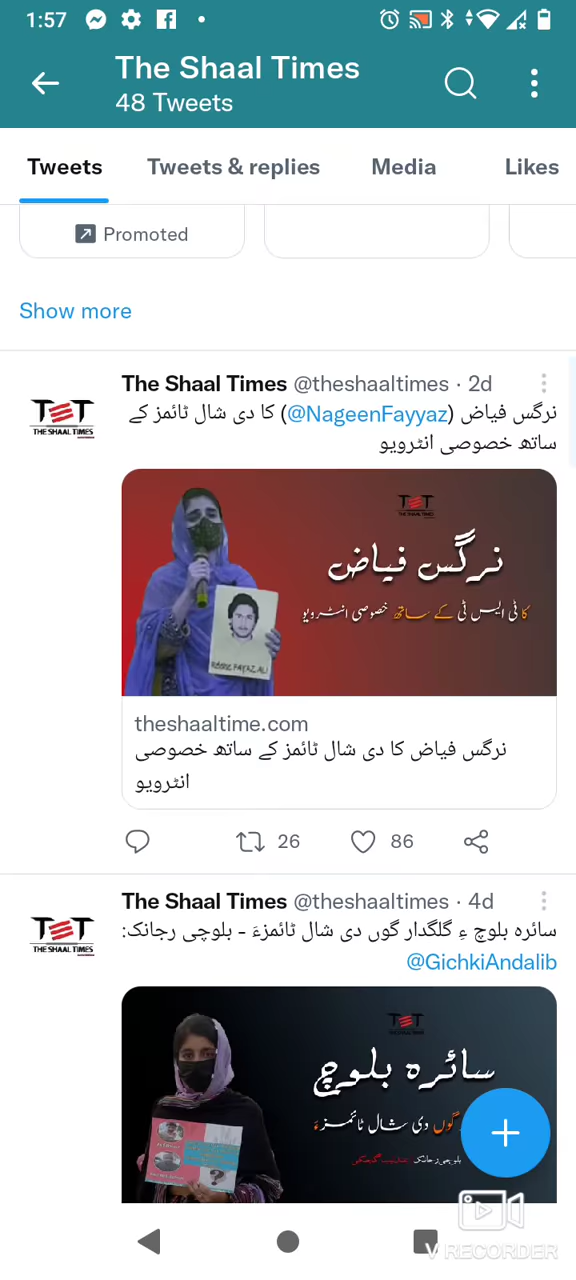 1:57
The Shaal Times
48 Tweets
Tweets
Tweets & replies
Media
Likes
Promoted
Show more
The Shaal Times @theshaaltimes · 2d
نرگس فیاض (@NageenFayyaz) کا دی شال ٹائمز کے
ساتھ خصوصی انٹرویو
TST
THE SHAAL TIMES
نرگس فیاض
کا ٹی ایس ٹی کے ساتھ خصوصی انٹرویو
theshaaltime.com
نرگس فیاض کا دی شال ٹائمز کے ساتھ خصوصی
انٹرویو
26
86
The Shaal Times @theshaaltimes · 4d
سائرہ بلوچ ءِ گلگدار گوں دی شال ٹائمزءَ - بلوچی رجانک:
@GichkiAndalib
TST
THE SHAAL TIMES
سائرہ بلوچ
گوں دی شال ٹائمزءَ
V RECORDER